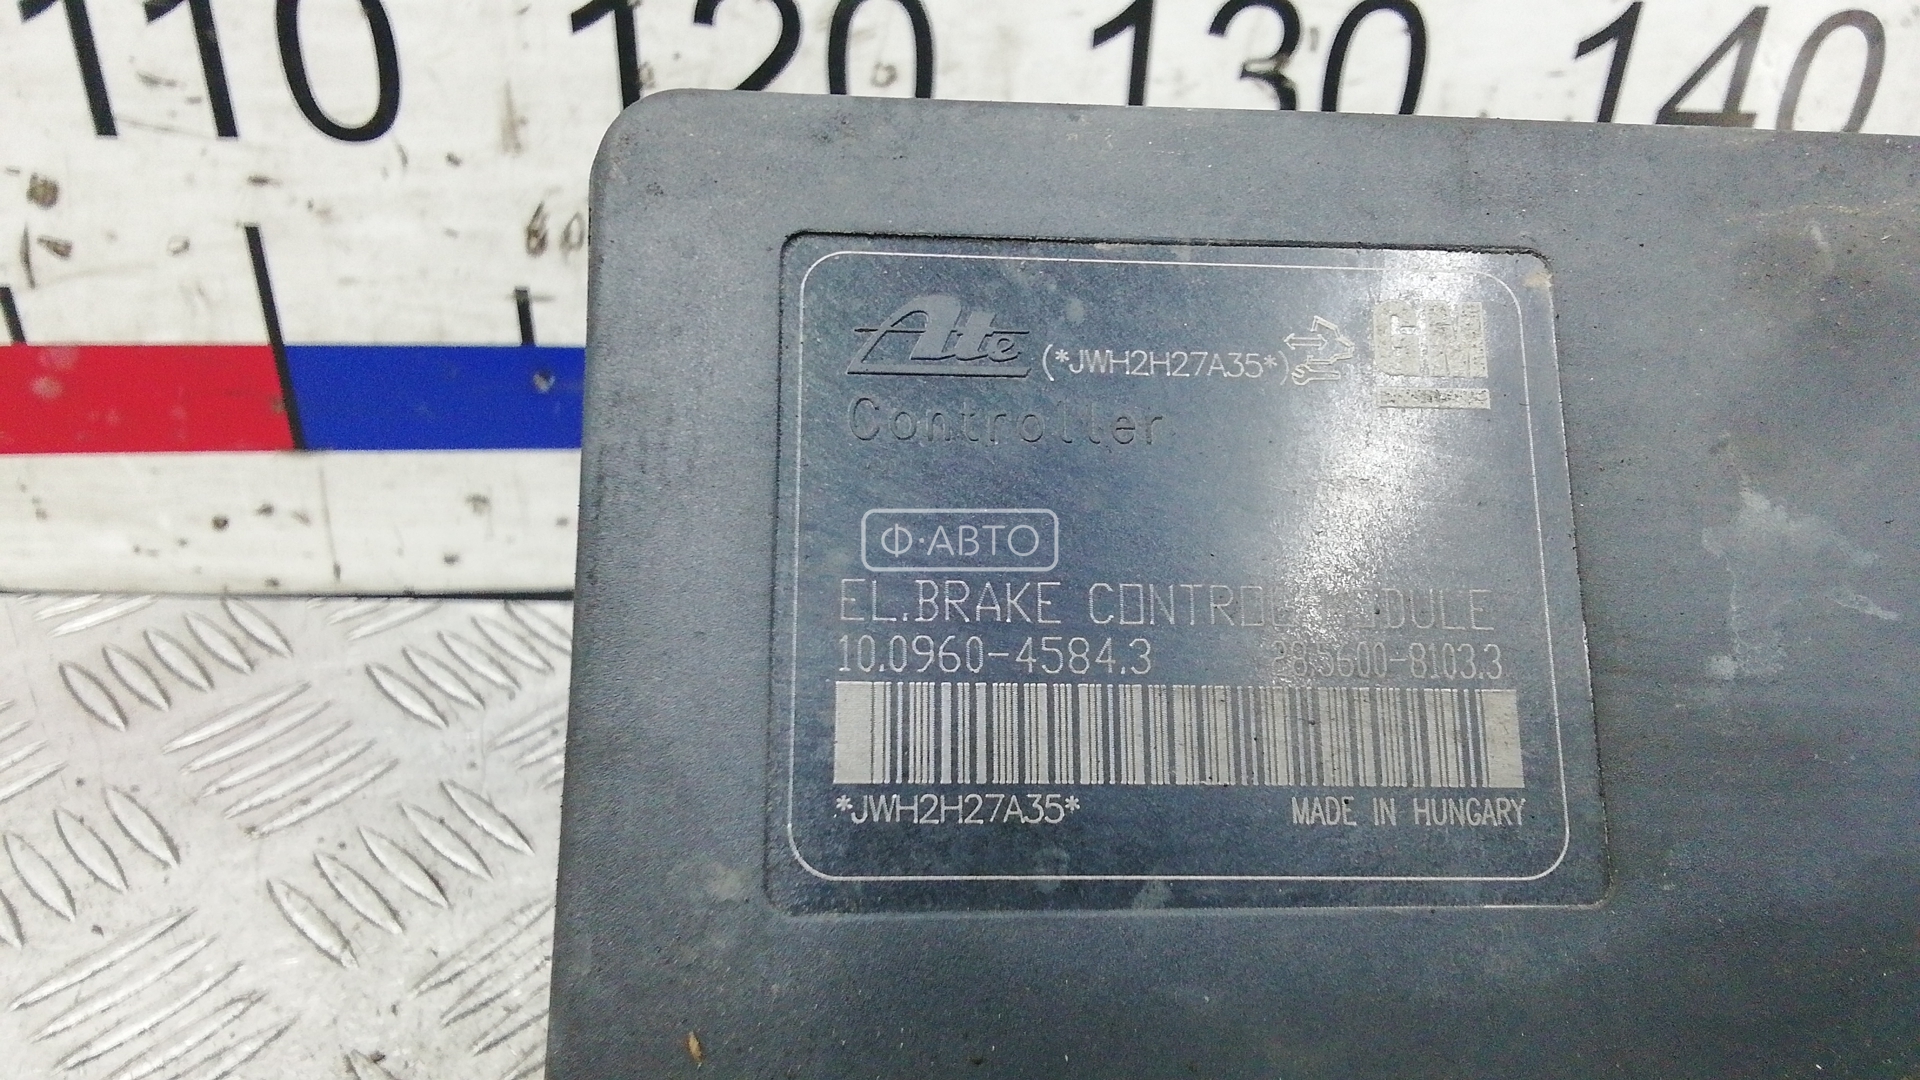 110 120 130 140
60
Ate (*JWH2H27A35*) GM
Controller
Ф·АВТО
EL.BRAKE CONTROL MODULE
10.0960-4584.3 28.5600-8103.3
*JWH2H27A35* MADE IN HUNGARY